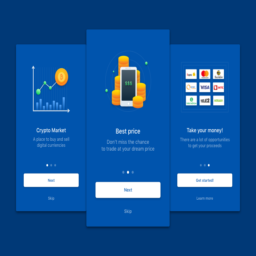 Crypto Market
A place to buy and sell
digital currencies
Next
Skip
$$$
Best price
Don't miss the chance
to trade at your dream price
Next
Skip
Take your money!
There are a lot of opportunities
to get your proceeds
Get started!
Learn more